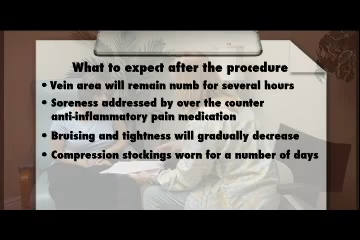 What to expect after the procedure
• Vein area will remain numb for several hours
• Soreness addressed by over the counter
anti-inflammatory pain medication
• Bruising and tightness will gradually decrease
• Compression stockings worn for a number of days